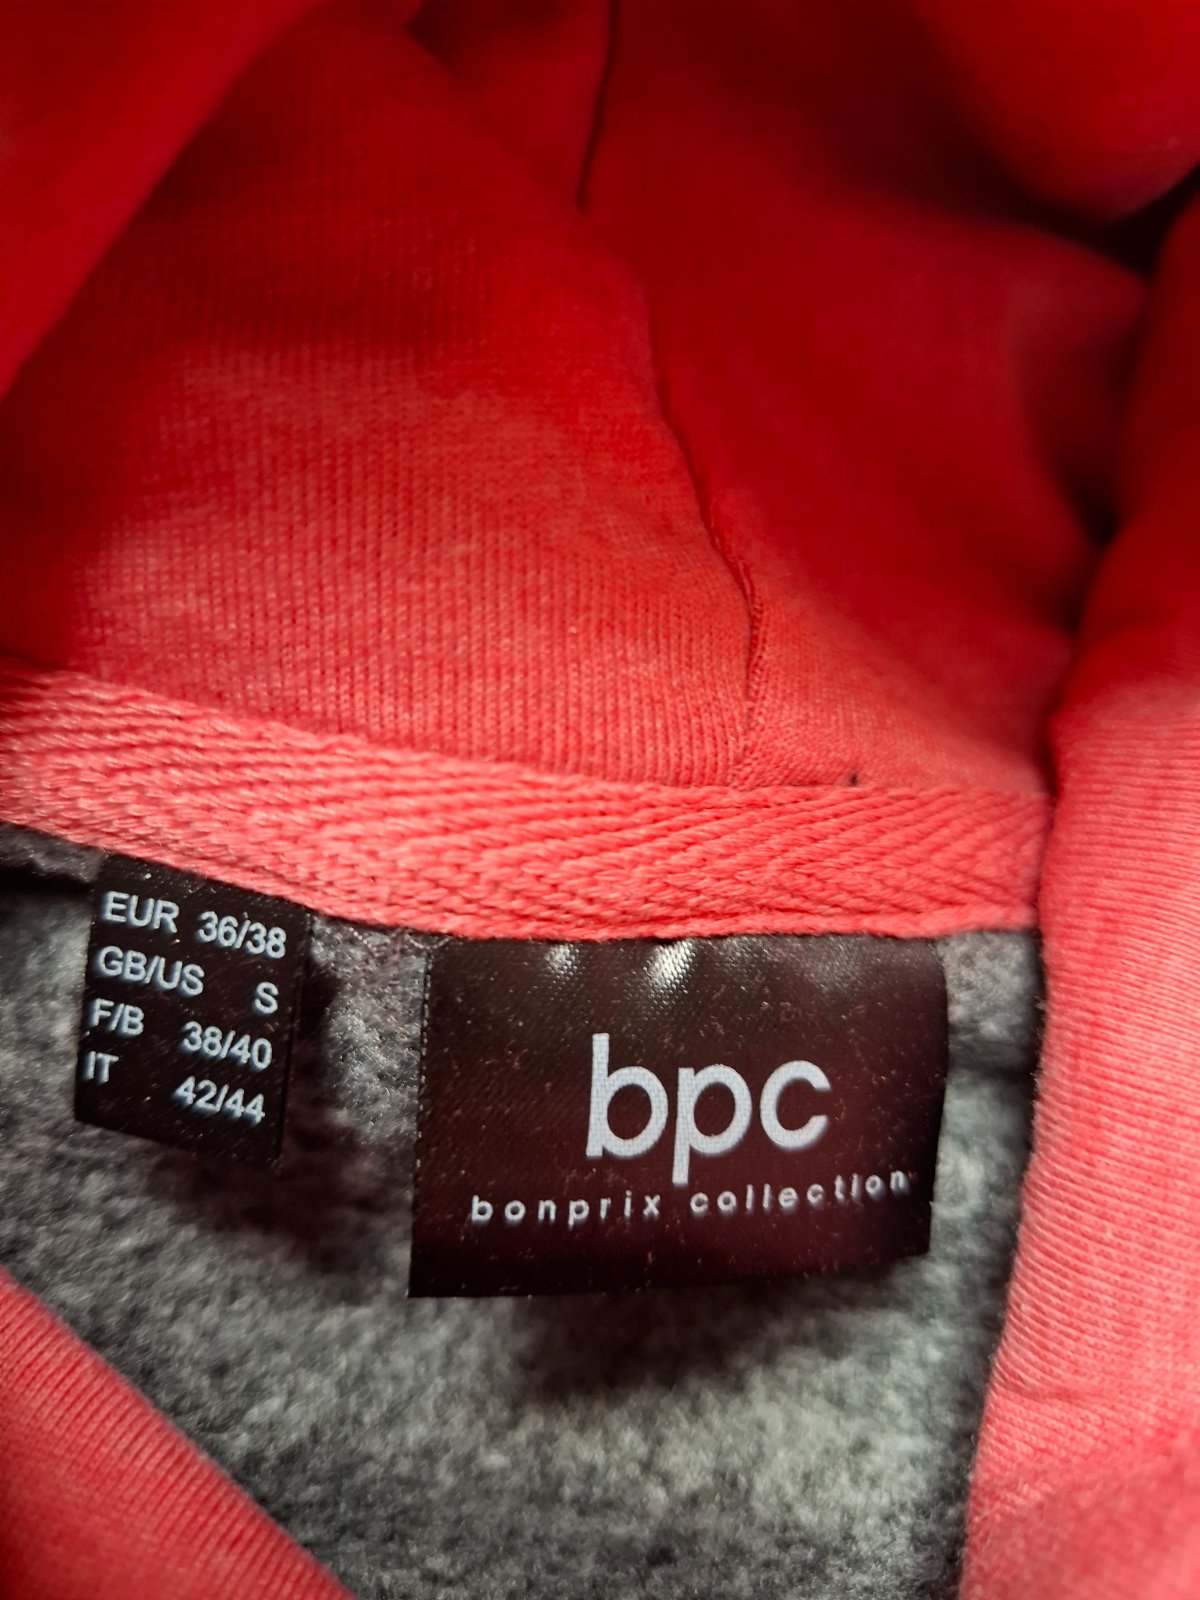 EUR 36/38
GB/US S
F/B 38/40
IT 42/44
bpc
bonprix collection